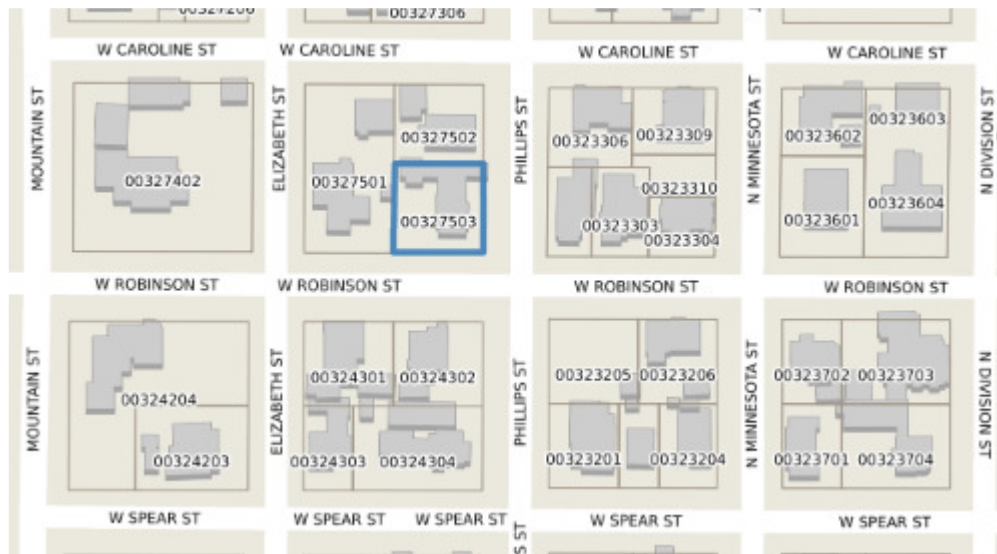 00327206
00327306
W CAROLINE ST
W CAROLINE ST
W CAROLINE ST
W CAROLINE ST
MOUNTAIN ST
ELIZABETH ST
PHILLIPS ST
N MINNESOTA ST
N DIVISION ST
00327402
00327502
00327501
00327503
00323306
00323309
00323310
00323303
00323304
00323602
00323603
00323601
00323604
W ROBINSON ST
W ROBINSON ST
W ROBINSON ST
W ROBINSON ST
MOUNTAIN ST
ELIZABETH ST
PHILLIPS ST
N MINNESOTA ST
N DIVISION ST
00324204
00324203
00324301
00324302
00324303
00324304
00323205
00323206
00323201
00323204
00323702
00323703
00323701
00323704
W SPEAR ST
W SPEAR ST
W SPEAR ST
W SPEAR ST
W SPEAR ST